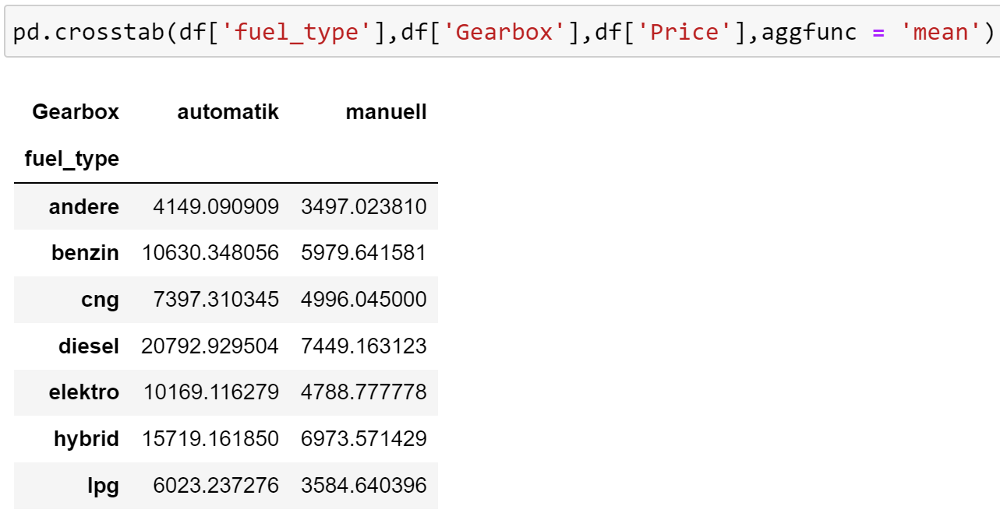 pd.crosstab(df['fuel_type'],df['Gearbox'],df['Price'],aggfunc = 'mean')
Gearbox automatik manuell
fuel_type
andere 4149.090909 3497.023810
benzin 10630.348056 5979.641581
cng 7397.310345 4996.045000
diesel 20792.929504 7449.163123
elektro 10169.116279 4788.777778
hybrid 15719.161850 6973.571429
lpg 6023.237276 3584.640396